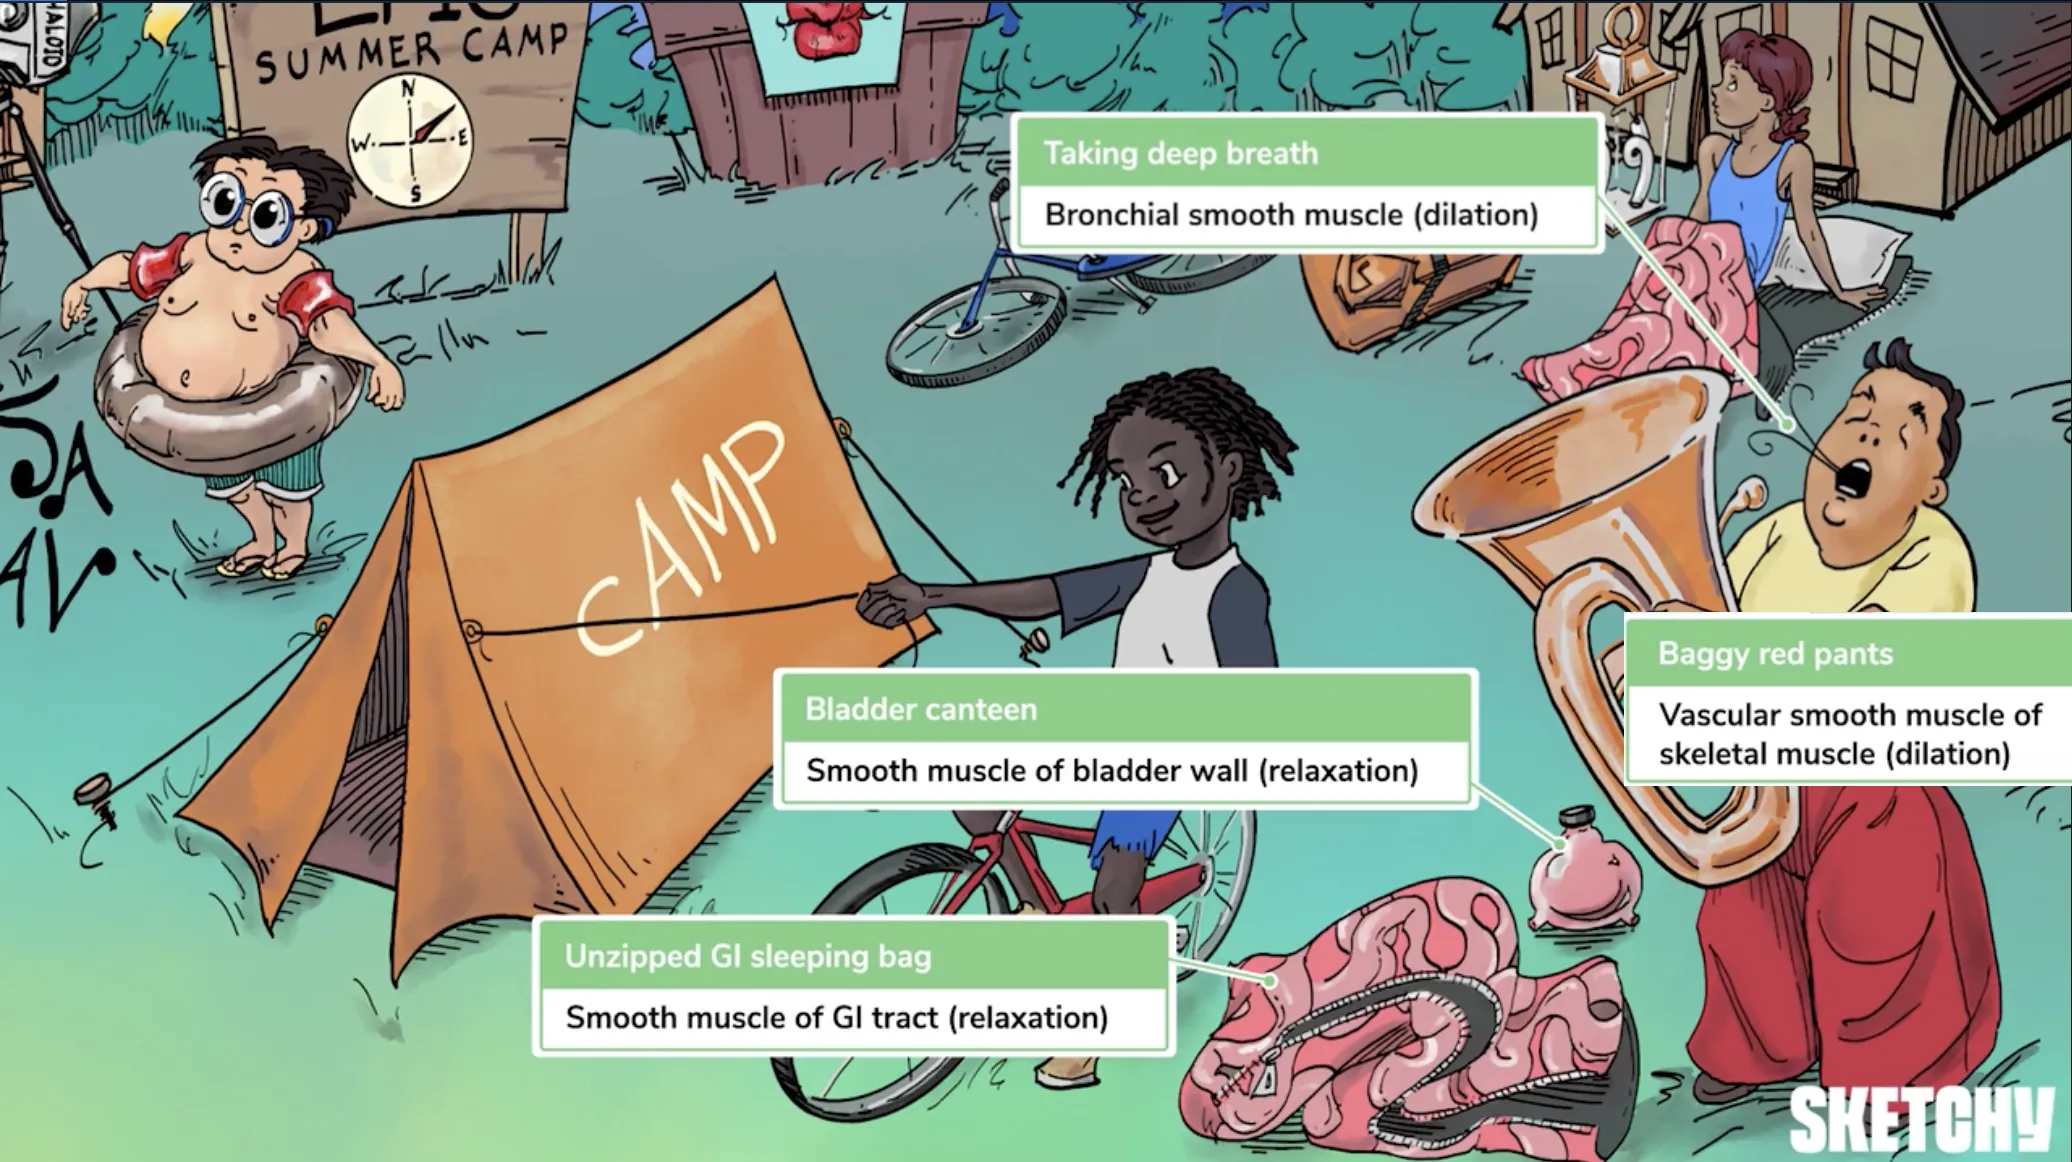 HALOJO
SUMMER CAMP
N
W
E
S
CAMP
Taking deep breath
Bronchial smooth muscle (dilation)
Baggy red pants
Vascular smooth muscle of
skeletal muscle (dilation)
Bladder canteen
Smooth muscle of bladder wall (relaxation)
Unzipped GI sleeping bag
Smooth muscle of GI tract (relaxation)
SKETCHY